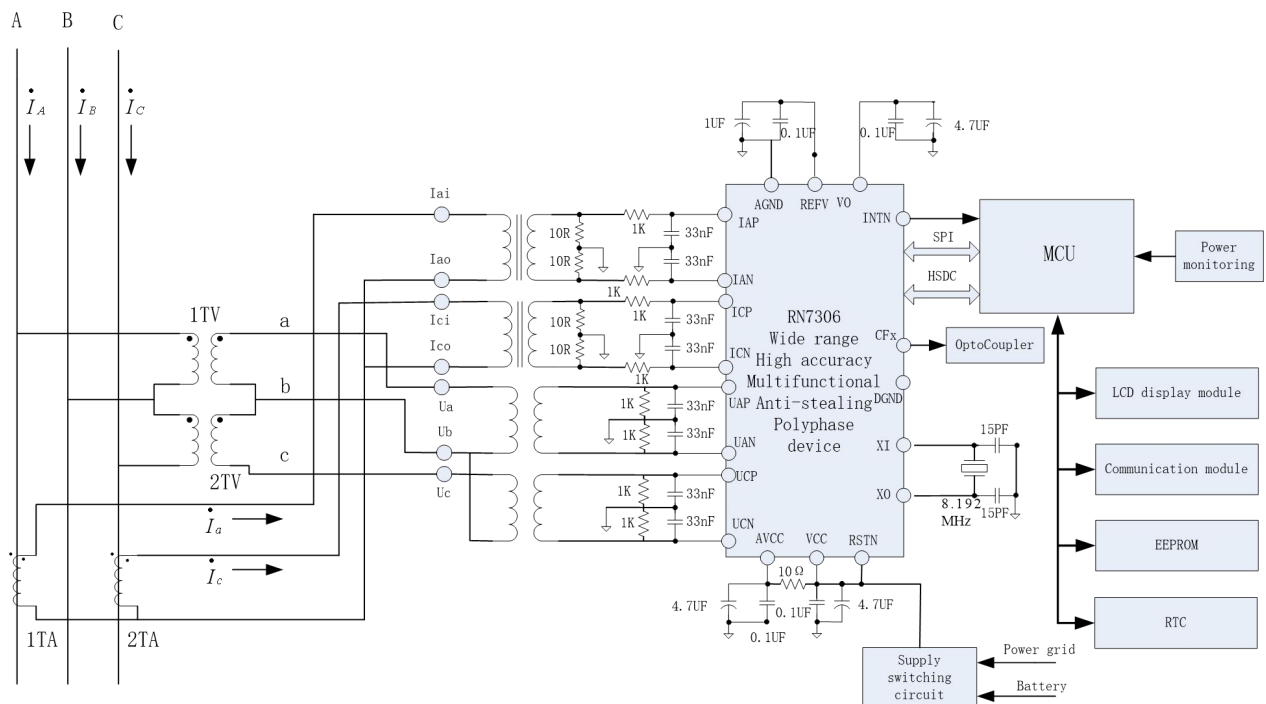 A
B
C
I A
I B
I C
1UF
0.1UF
0.1UF
4.7UF
AGND
REFV
VO
Iai
IAP
INTN
1K
33nF
10R
SPI
MCU
Power
monitoring
10R
33nF
Iao
IAN
HSDC
1K
Ici
ICP
1K
1TV
a
10R
33nF
RN7306
Wide range
High accuracy
Multifunctional
Anti-stealing
Polyphase
device
CFx
OptoCoupler
Ico
10R
33nF
ICN
1K
b
Ua
UAP
1K
33nF
DGND
LCD display module
Ub
1K
33nF
UAN
XI
15PF
c
2TV
Uc
UCP
1K
33nF
Communication module
XO
8.192
MHz
15PF
I a
1K
33nF
UCN
AVCC
VCC
RSTN
EEPROM
I c
10Ω
4.7UF
0.1UF
0.1UF
4.7UF
1TA
2TA
RTC
Supply
switching
circuit
Power grid
Battery